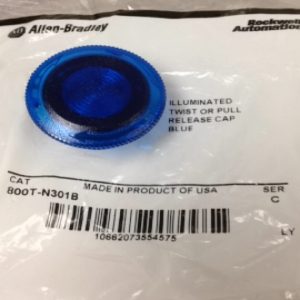 Allen-Bradley
Rockwell
Automation
ILLUMINATED
TWIST OR PULL
RELEASE CAP
BLUE
CAT
MADE IN PRODUCT OF USA
SER
800T-N301B
C
LY
10662073554575